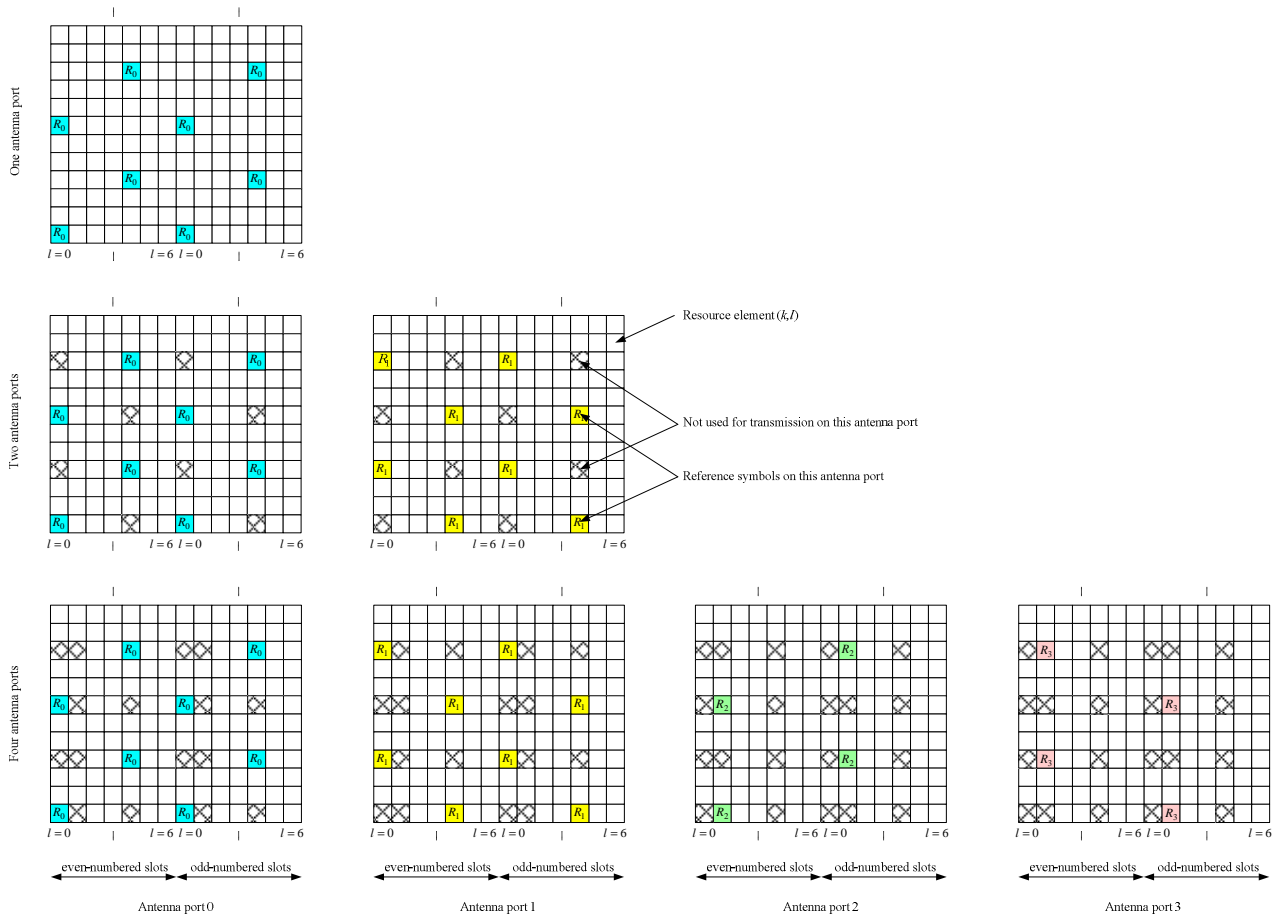 One antenna port
R0 R0
R0 R0
R0 R0
R0 R0
l = 0 l = 6 l = 0 l = 6
Two antenna ports
R0 R0
R0 R0
R0 R0
R0 R0
l = 0 l = 6 l = 0 l = 6
R1 R1
R1 R1
R1 R1
R1 R1
l = 0 l = 6 l = 0 l = 6
Resource element (k,l)
Not used for transmission on this antenna port
Reference symbols on this antenna port
Four antenna ports
R0 R0
R0 R0
R0 R0
R0 R0
l = 0 l = 6 l = 0 l = 6
R1 R1
R1 R1
R1 R1
R1 R1
l = 0 l = 6 l = 0 l = 6
R2
R2
R2
R2
l = 0 l = 6 l = 0 l = 6
R3
R3
R3
R3
l = 0 l = 6 l = 0 l = 6
even-numbered slots odd-numbered slots
even-numbered slots odd-numbered slots
even-numbered slots odd-numbered slots
even-numbered slots odd-numbered slots
Antenna port 0
Antenna port 1
Antenna port 2
Antenna port 3